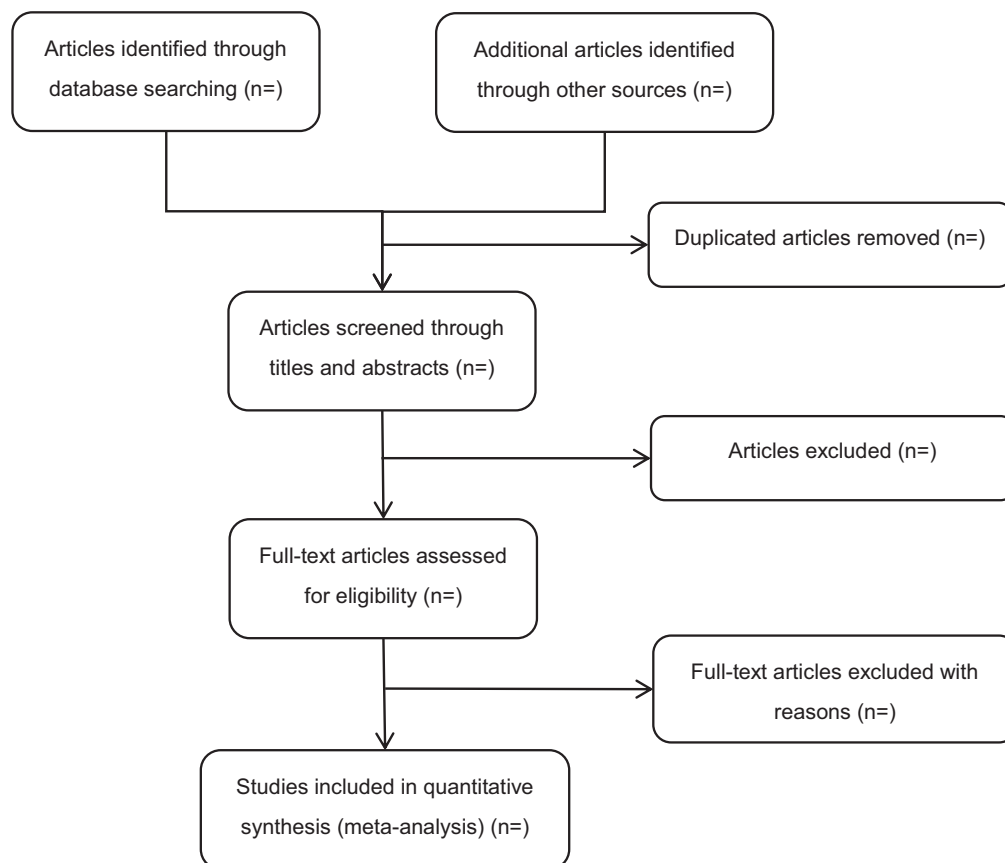 Articles identified through
database searching (n=)
Additional articles identified
through other sources (n=)
Duplicated articles removed (n=)
Articles screened through
titles and abstracts (n=)
Articles excluded (n=)
Full-text articles assessed
for eligibility (n=)
Full-text articles excluded with
reasons (n=)
Studies included in quantitative
synthesis (meta-analysis) (n=)